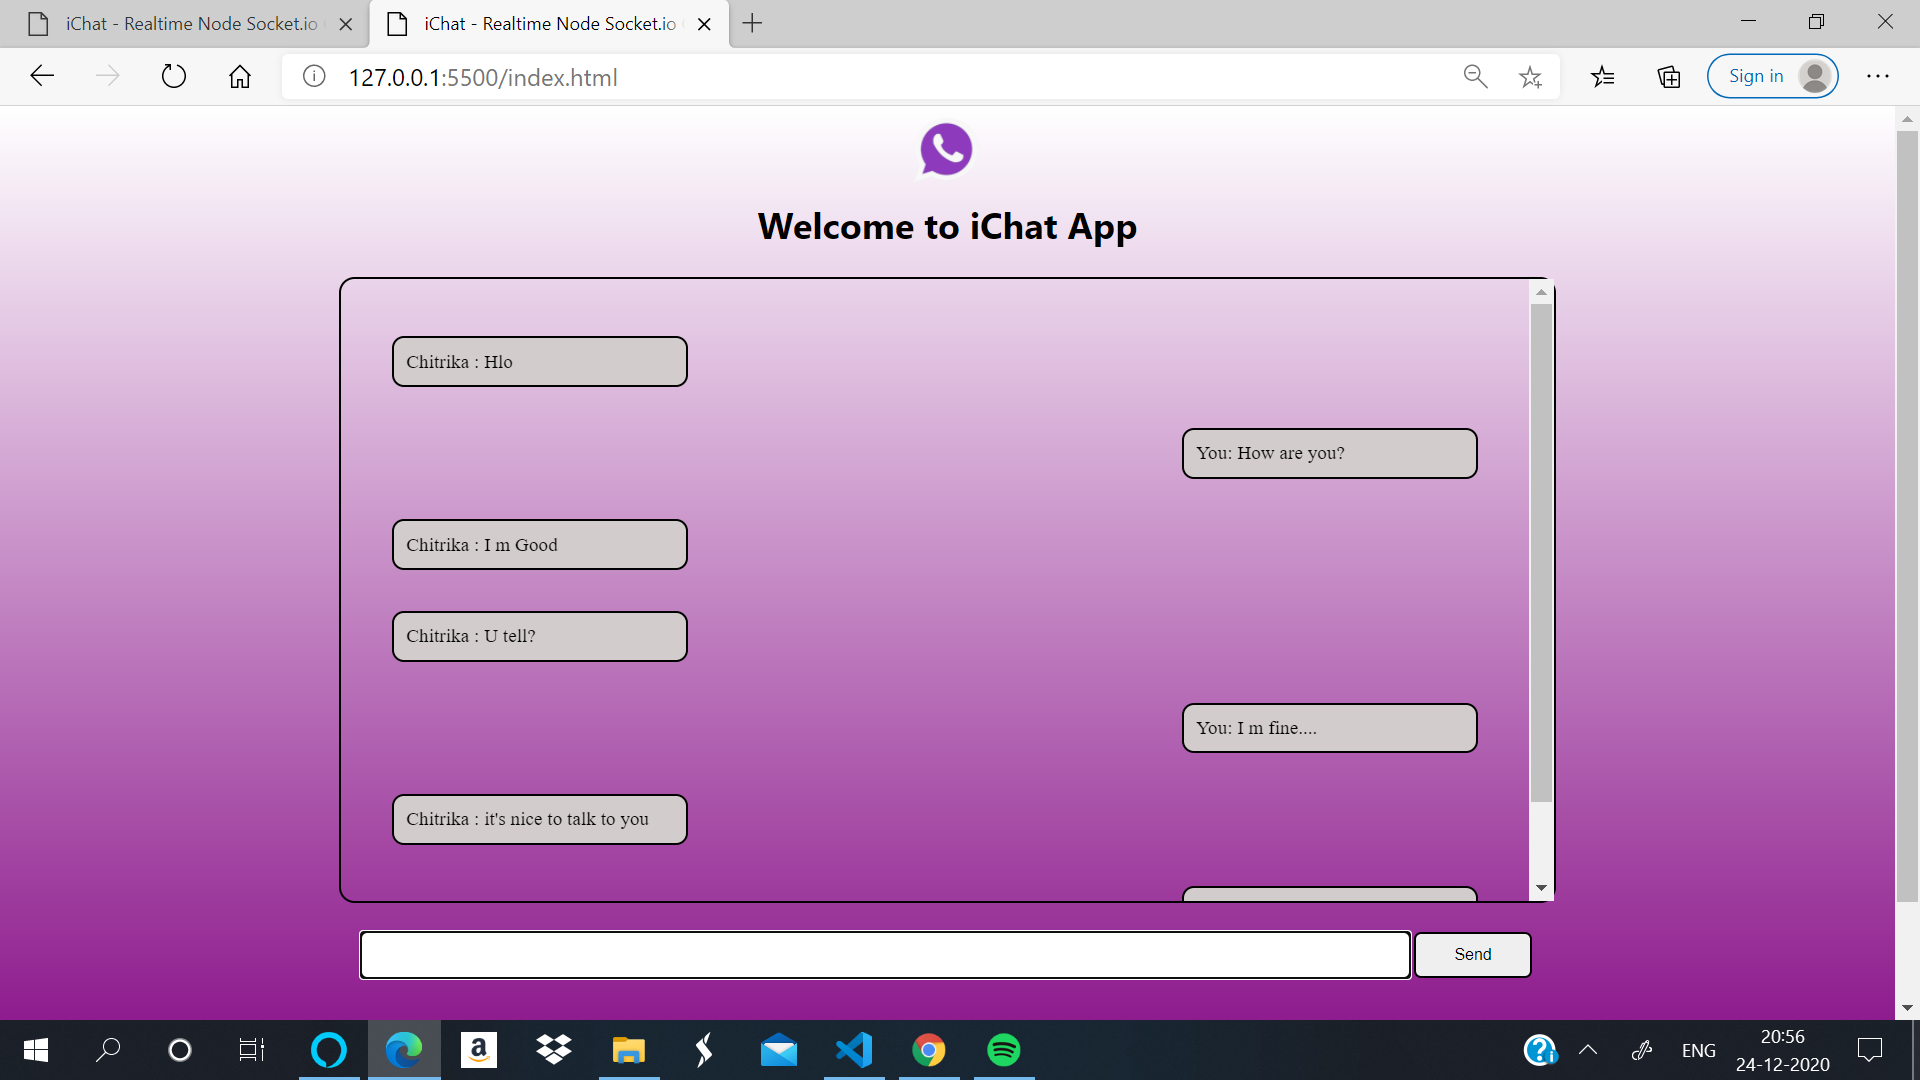 iChat - Realtime Node Socket.io
iChat - Realtime Node Socket.io
127.0.0.1:5500/index.html
Sign in
Welcome to iChat App
Chitrika : Hlo
You: How are you?
Chitrika : I m Good
Chitrika : U tell?
You: I m fine....
Chitrika : it's nice to talk to you
Send
a
ENG
20:56
24-12-2020